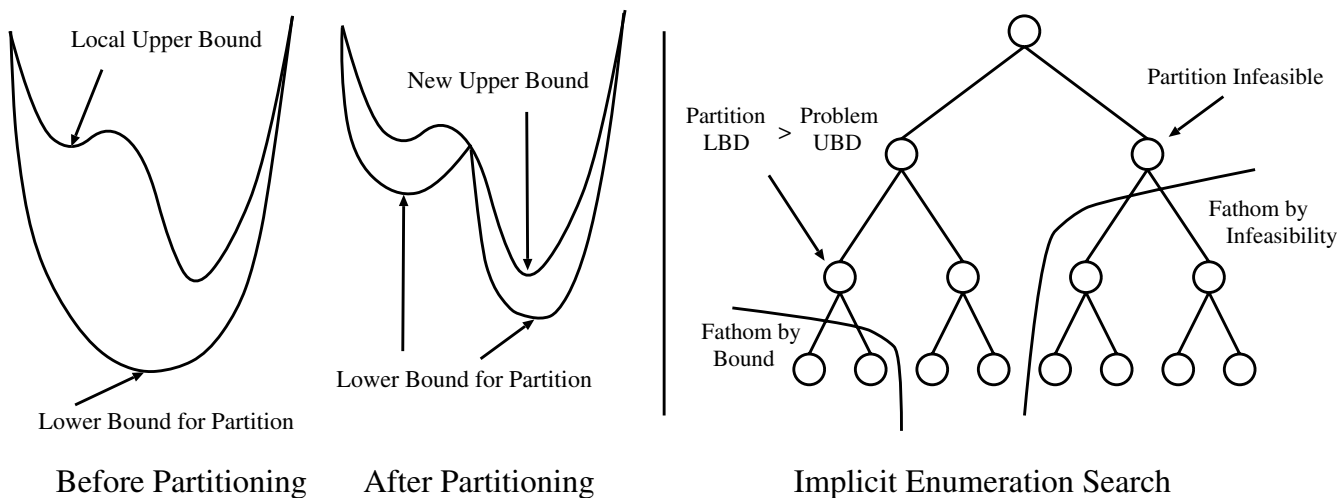 Local Upper Bound
Lower Bound for Partition
Before Partitioning
New Upper Bound
Lower Bound for Partition
After Partitioning
Partition Infeasible
Partition > Problem
LBD UBD
Fathom by
Infeasibility
Fathom by
Bound
Implicit Enumeration Search